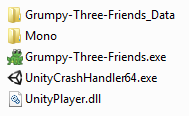 Grumpy-Three-Friends_Data
Mono
Grumpy-Three-Friends.exe
UnityCrashHandler64.exe
UnityPlayer.dll